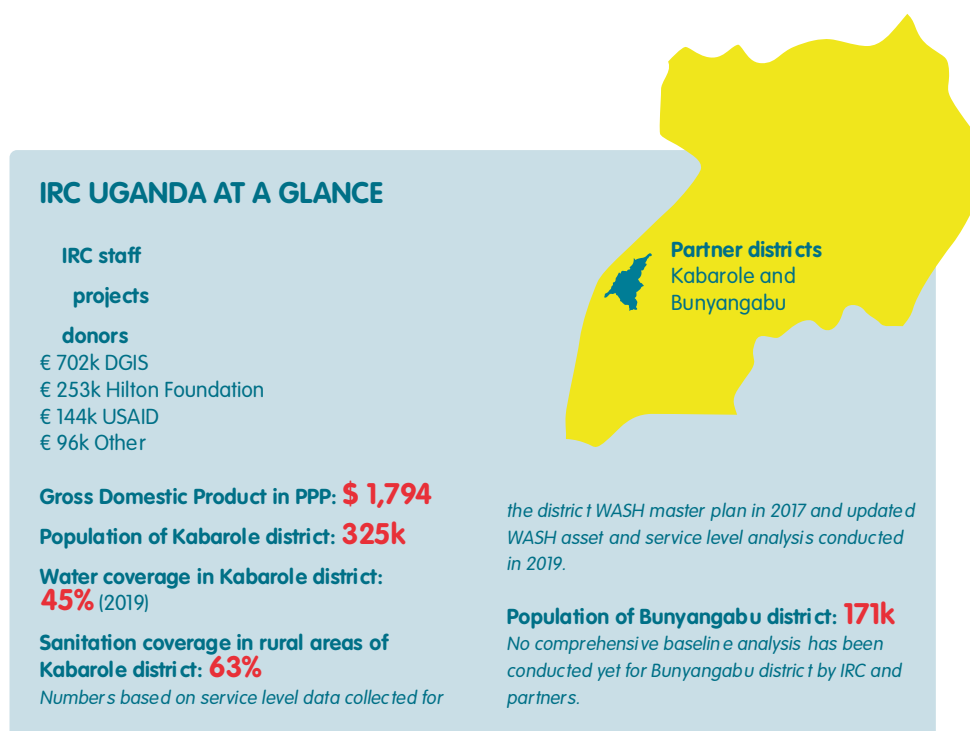 IRC UGANDA AT A GLANCE
IRC staff
projects
donors
€ 702k DGIS
€ 253k Hilton Foundation
€ 144k USAID
€ 96k Other
Gross Domestic Product in PPP: $ 1,794
Population of Kabarole district: 325k
Water coverage in Kabarole district:
45% (2019)
Sanitation coverage in rural areas of
Kabarole district: 63%
Numbers based on service level data collected for
the district WASH master plan in 2017 and updated
WASH asset and service level analysis conducted
in 2019.
Population of Bunyangabu district: 171k
No comprehensive baseline analysis has been
conducted yet for Bunyangabu district by IRC and
partners.
Partner districts
Kabarole and
Bunyangabu